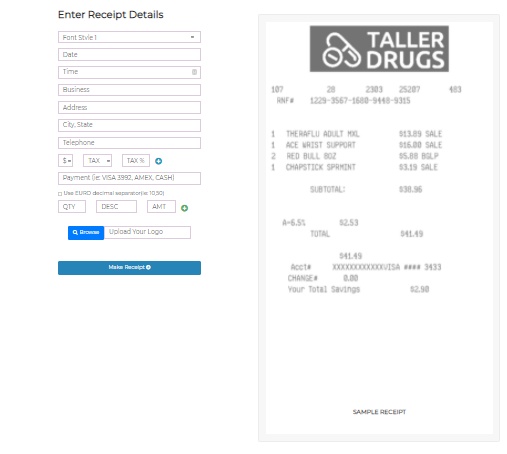 Enter Receipt Details
Font Style 1
Date
Time
Business
Address
City, State
Telephone
$ TAX TAX %
Payment (ie: VISA 3992, AMEX, CASH)
Use EURO decimal separator(ie 10,50)
QTY DESC AMT
Browse Upload Your Logo
Make Receipt
TALLER
DRUGS
107 28 2303 25207 483
RNF# 1229-3567-1680-9448-9315
1 THERAFLU ADULT MXL $13.89 SALE
1 ACE WRIST SUPPORT $16.00 SALE
2 RED BULL 8OZ $5.88 BGLP
1 CHAPSTICK SPRMINT $3.19 SALE
SUBTOTAL: $38.96
A=6.5% $2.53
TOTAL $41.49
$41.49
Acct# XXXXXXXXXXXXVISA #### 3433
CHANGE# 0.00
Your Total Savings $2.98
SAMPLE RECEIPT